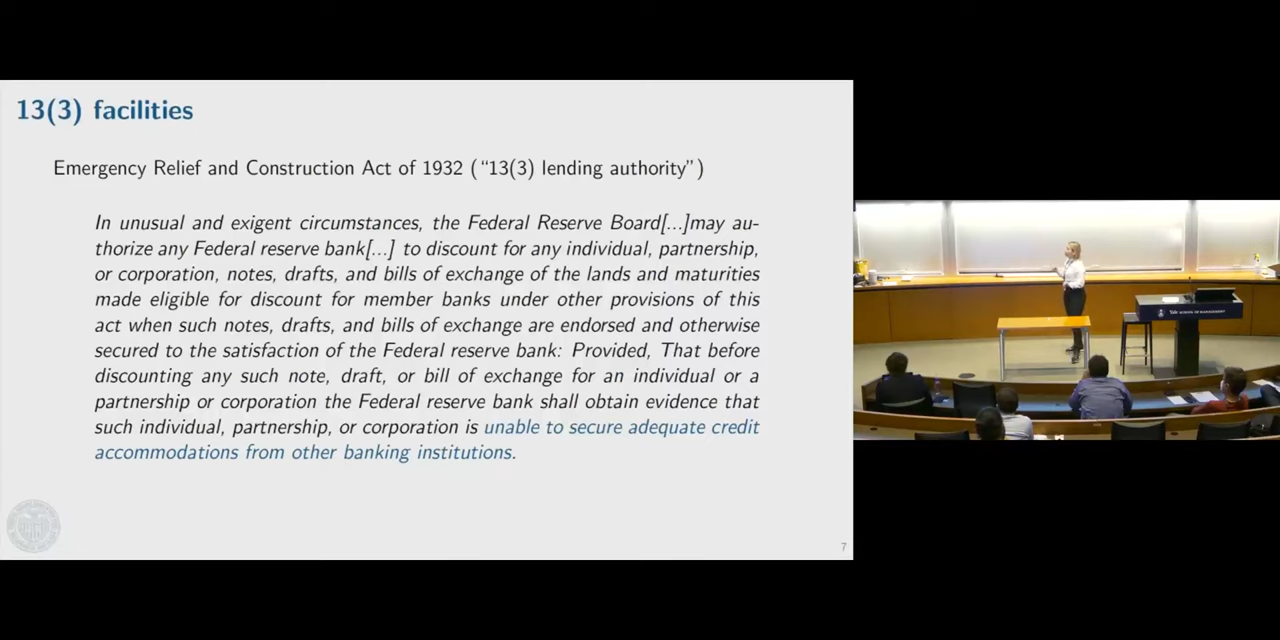 13(3) facilities
Emergency Relief and Construction Act of 1932 (“13(3) lending authority”)
In unusual and exigent circumstances, the Federal Reserve Board[...]may au-
thorize any Federal reserve bank[...] to discount for any individual, partnership,
or corporation, notes, drafts, and bills of exchange of the lands and maturities
made eligible for discount for member banks under other provisions of this
act when such notes, drafts, and bills of exchange are endorsed and otherwise
secured to the satisfaction of the Federal reserve bank: Provided, That before
discounting any such note, draft, or bill of exchange for an individual or a
partnership or corporation the Federal reserve bank shall obtain evidence that
such individual, partnership, or corporation is unable to secure adequate credit
accommodations from other banking institutions.
7
Yale SCHOOL OF MANAGEMENT